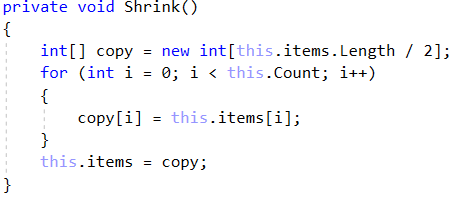 private void Shrink()
{
    int[] copy = new int[this.items.Length / 2];
    for (int i = 0; i < this.Count; i++)
    {
        copy[i] = this.items[i];
    }
    this.items = copy;
}